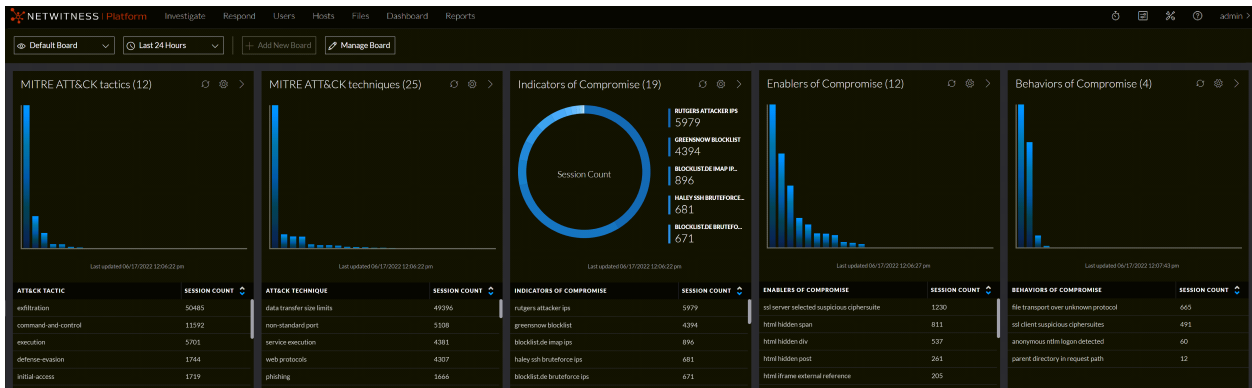 NETWITNESS | Platform Investigate Respond Users Hosts Files Dashboard Reports admin
Default Board Last 24 Hours Add New Board Manage Board
MITRE ATT&CK tactics (12)
Last updated 06/17/2022 12:06:22 pm
ATT&CK TACTIC SESSION COUNT
exfiltration 50485
command-and-control 11592
execution 5701
defense-evasion 1744
initial-access 1719
MITRE ATT&CK techniques (25)
Last updated 06/17/2022 12:06:22 pm
ATT&CK TECHNIQUE SESSION COUNT
data transfer size limits 49396
non-standard port 5108
service execution 4381
web protocols 4307
phishing 1666
Indicators of Compromise (19)
Session Count
RUTGERS ATTACKER IPS
5979
GREENSNOW BLOCKLIST
4394
BLOCKLIST.DE IMAP IP...
896
HALEY SSH BRUTEFORCE...
681
BLOCKLIST.DE BRUTEFO...
671
Last updated 06/17/2022 12:06:22 pm
INDICATORS OF COMPROMISE SESSION COUNT
rutgers attacker ips 5979
greensnow blocklist 4394
blocklist.de imap ips 896
haley ssh bruteforce ips 681
blocklist.de bruteforce ips 671
Enablers of Compromise (12)
Last updated 06/17/2022 12:06:27 pm
ENABLERS OF COMPROMISE SESSION COUNT
ssl server selected suspicious ciphersuite 1230
html hidden span 811
html hidden div 537
html hidden post 261
html iframe external reference 205
Behaviors of Compromise (4)
Last updated 06/17/2022 12:07:43 pm
BEHAVIORS OF COMPROMISE SESSION COUNT
file transport over unknown protocol 665
ssl client suspicious ciphersuites 491
anonymous ntlm logon detected 60
parent directory in request path 12